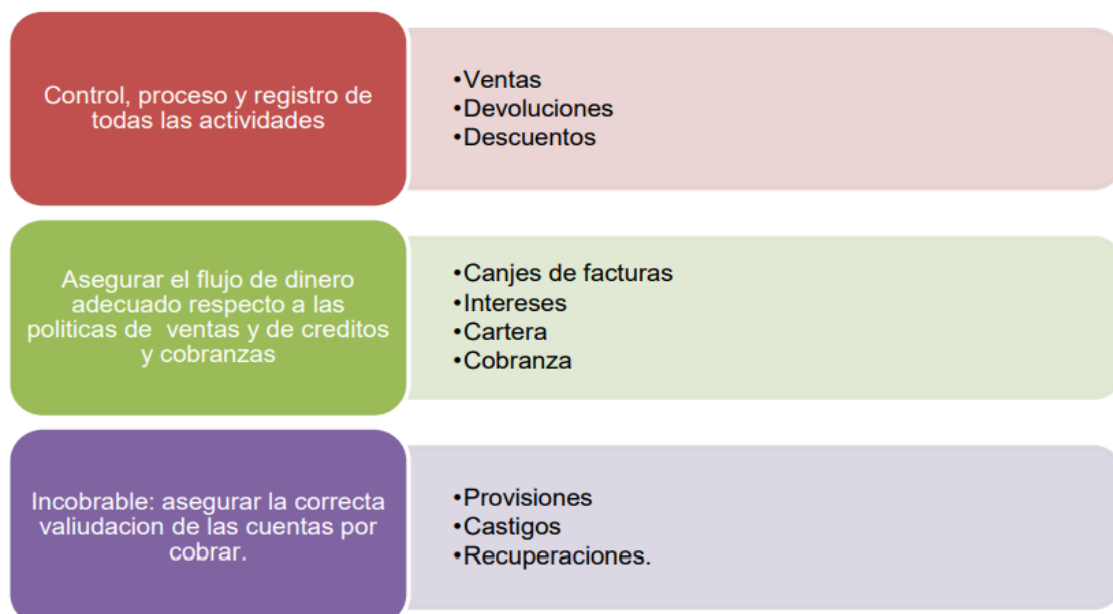 Control, proceso y registro de
todas las actividades
•Ventas
•Devoluciones
•Descuentos
Asegurar el flujo de dinero
adecuado respecto a las
politicas de ventas y de creditos
y cobranzas
•Canjes de facturas
•Intereses
•Cartera
•Cobranza
Incobrable: asegurar la correcta
valiudacion de las cuentas por
cobrar.
•Provisiones
•Castigos
•Recuperaciones.